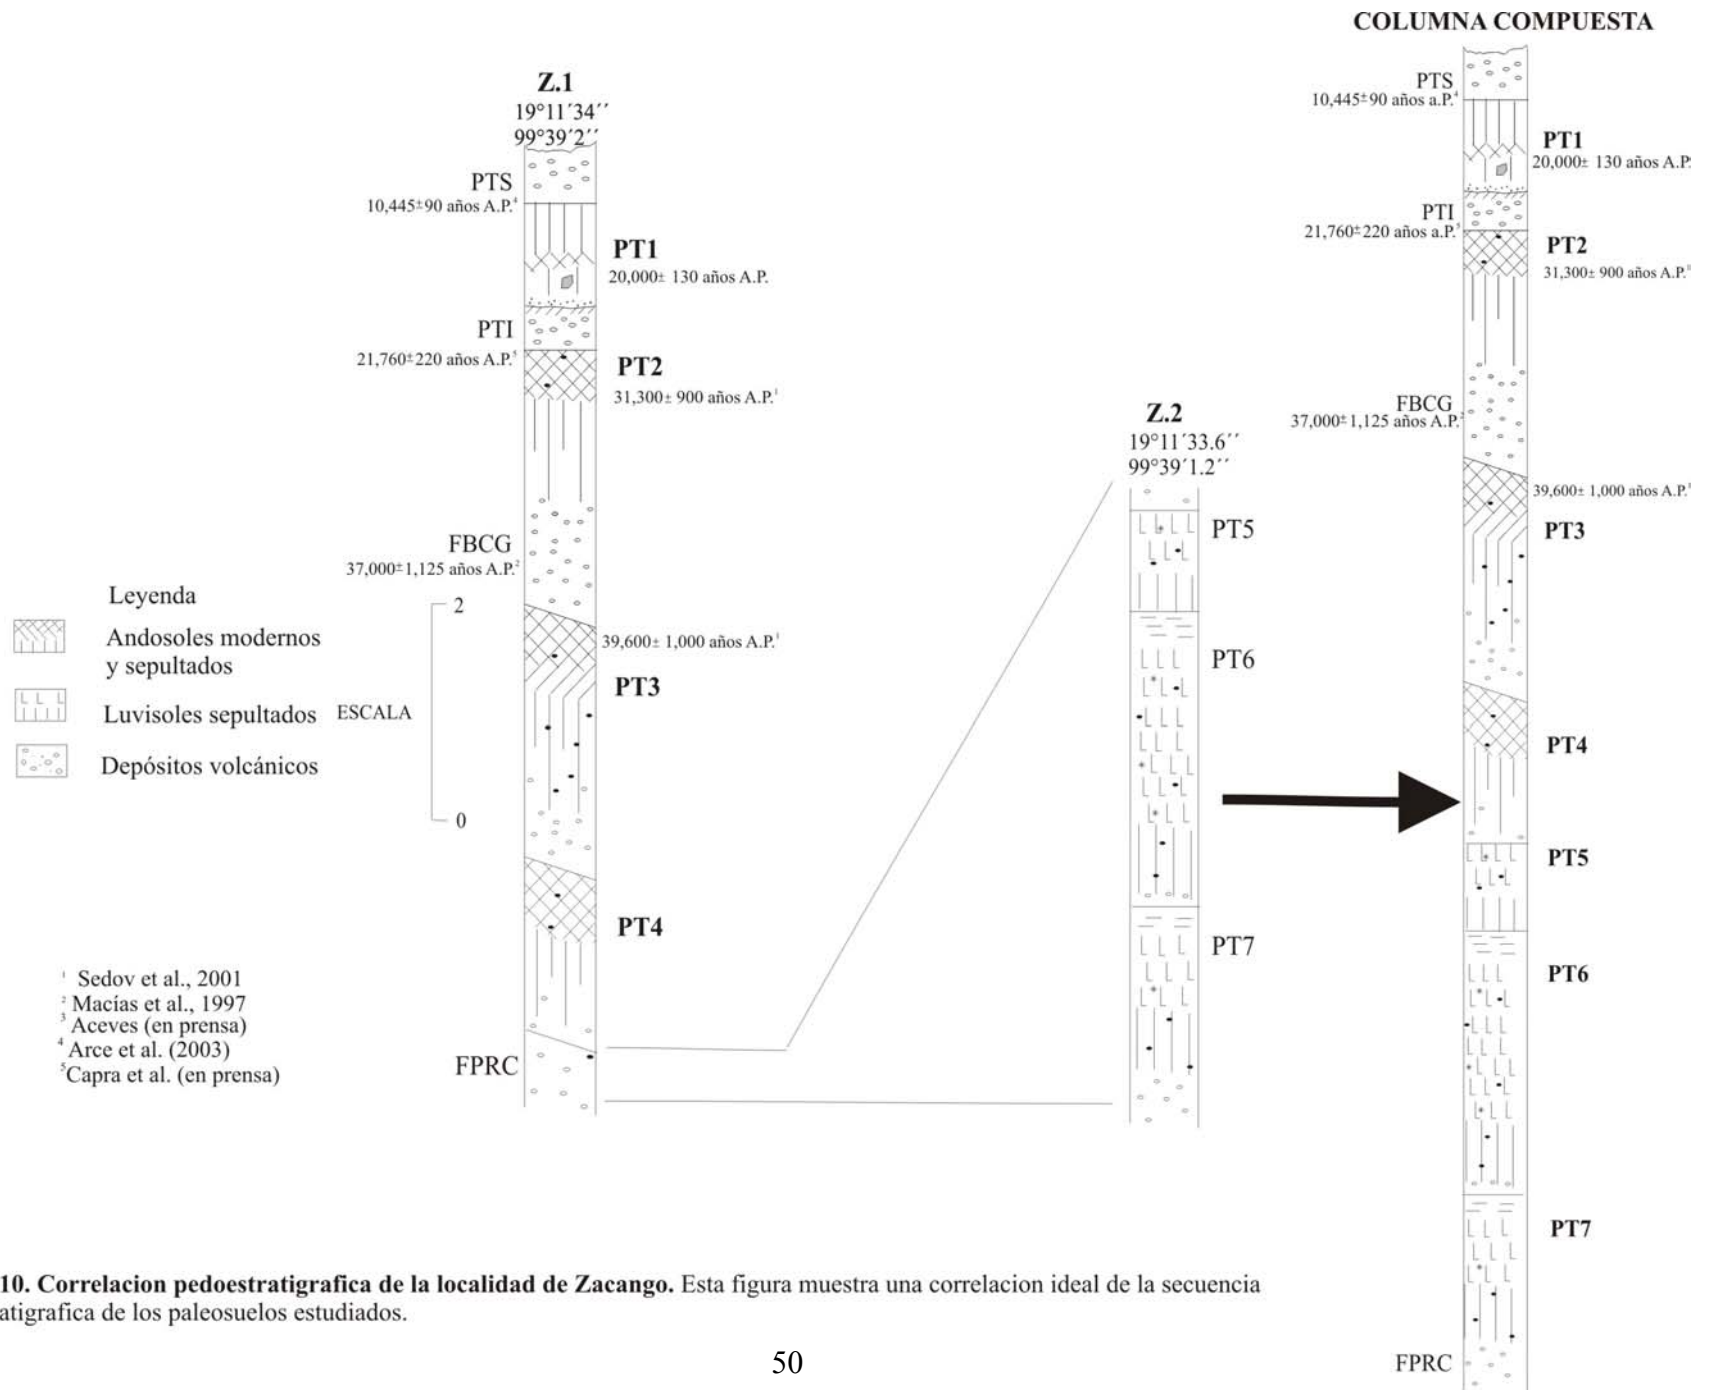 COLUMNA COMPUESTA
Z.1
19°11´34´´
99°39´2´´
PTS
10,445±90 años A.P.⁴
PT1
20,000± 130 años A.P.
PTI
21,760±220 años A.P.⁵
PT2
31,300± 900 años A.P.¹
FBCG
37,000±1,125 años A.P.²
39,600± 1,000 años A.P.¹
PT3
PT4
FPRC
Leyenda
Andosoles modernos
y sepultados
Luvisoles sepultados
Depósitos volcánicos
ESCALA
2
0
¹ Sedov et al., 2001
² Macías et al., 1997
³ Aceves (en prensa)
⁴ Arce et al. (2003)
⁵Capra et al. (en prensa)
Z.2
19°11´33.6´´
99°39´1.2´´
PT5
PT6
PT7
PTS
10,445±90 años a.P.⁴
PT1
20,000± 130 años A.P.
PTI
21,760±220 años a.P.⁵
PT2
31,300± 900 años A.P.¹
FBCG
37,000±1,125 años A.P.²
39,600± 1,000 años A.P.¹
PT3
PT4
PT5
PT6
PT7
FPRC
10. Correlacion pedoestratigrafica de la localidad de Zacango. Esta figura muestra una correlacion ideal de la secuencia
atigrafica de los paleosuelos estudiados.
50